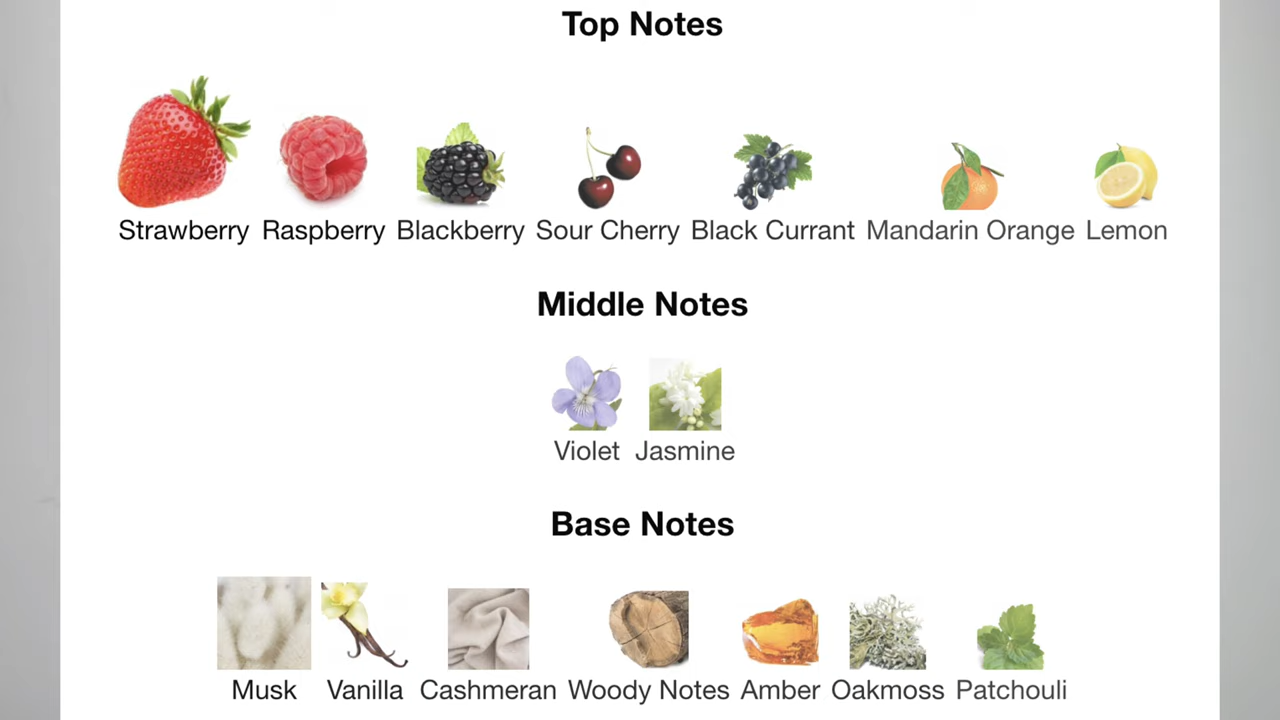 Top Notes
Strawberry Raspberry Blackberry Sour Cherry Black Currant Mandarin Orange Lemon
Middle Notes
Violet Jasmine
Base Notes
Musk Vanilla Cashmeran Woody Notes Amber Oakmoss Patchouli